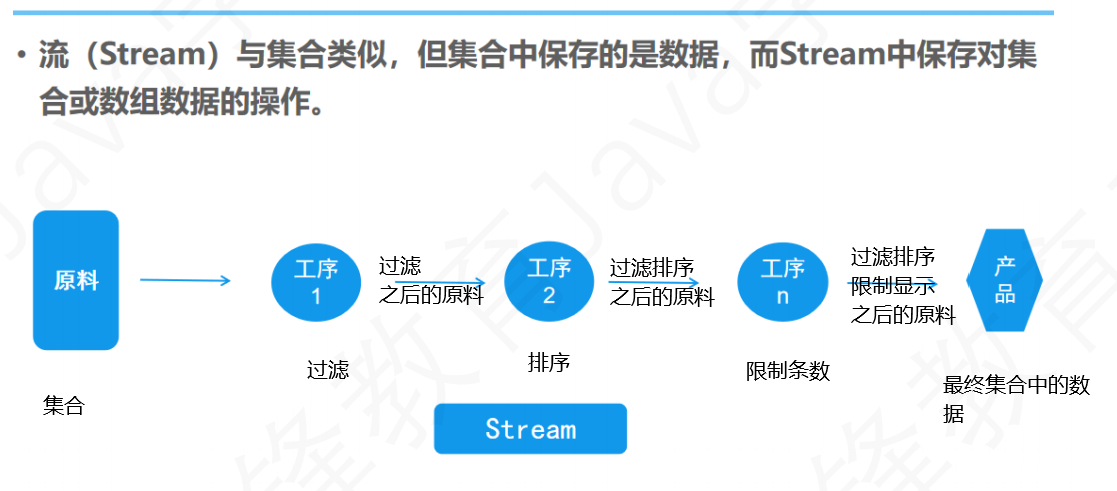 • 流（Stream）与集合类似，但集合中保存的是数据，而Stream中保存对集
合或数组数据的操作。
原料
工序
1
过滤
之后的原料
工序
2
过滤排序
之后的原料
工序
n
过滤排序
限制显示
之后的原料
产
品
过滤
排序
限制条数
最终集合中的数
据
集合
Stream